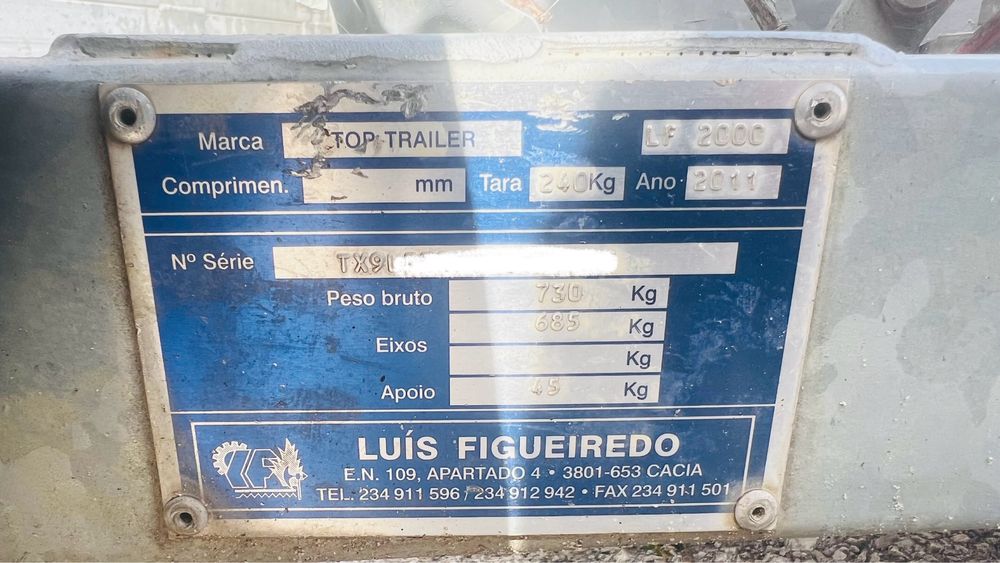 Marca TOP TRAILER LF 2000
Comprimen. mm Tara 240Kg Ano 2011
Nº Série TX9L
Peso bruto 730 Kg
685 Kg
Eixos Kg
Apoio 45 Kg
LF
LUÍS FIGUEIREDO
E.N. 109, APARTADO 4 • 3801-653 CACIA
TEL. 234 911 596 / 234 912 942 • FAX 234 911 501